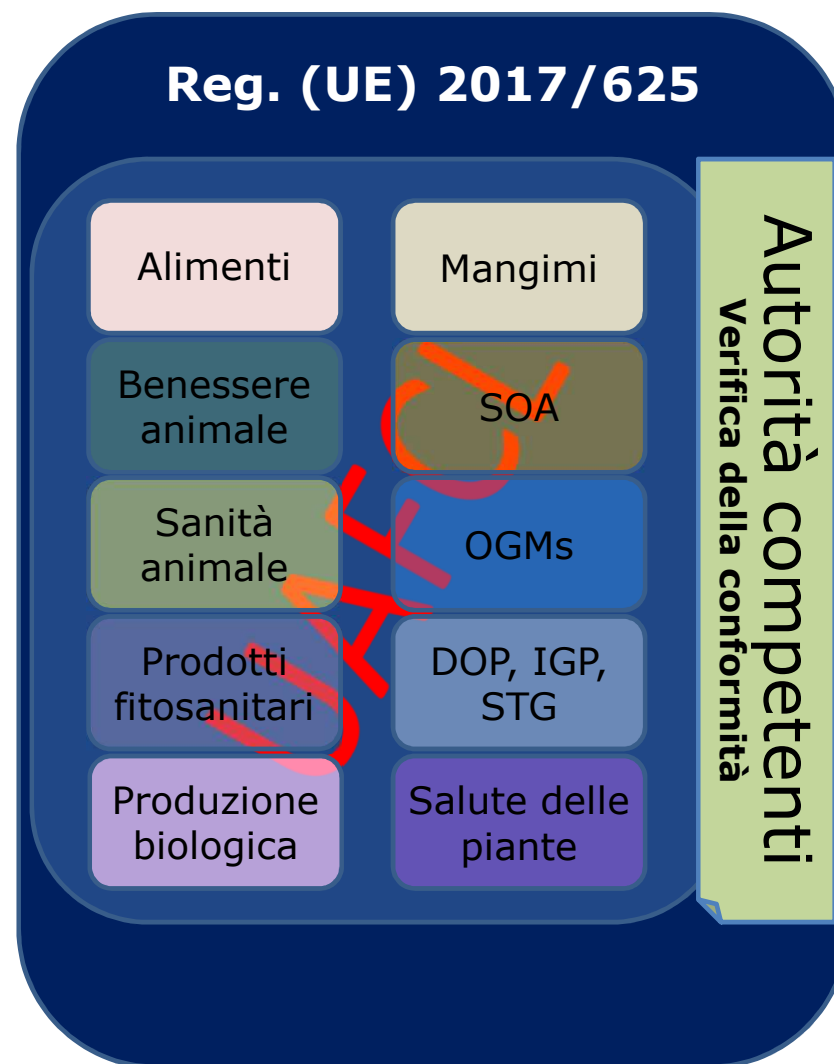 Reg. (UE) 2017/625
Alimenti
Mangimi
Benessere
animale
SOA
Sanità
animale
OGMs
Prodotti
fitosanitari
DOP, IGP,
STG
Produzione
biologica
Salute delle
piante
Autorità competenti
Verifica della conformità